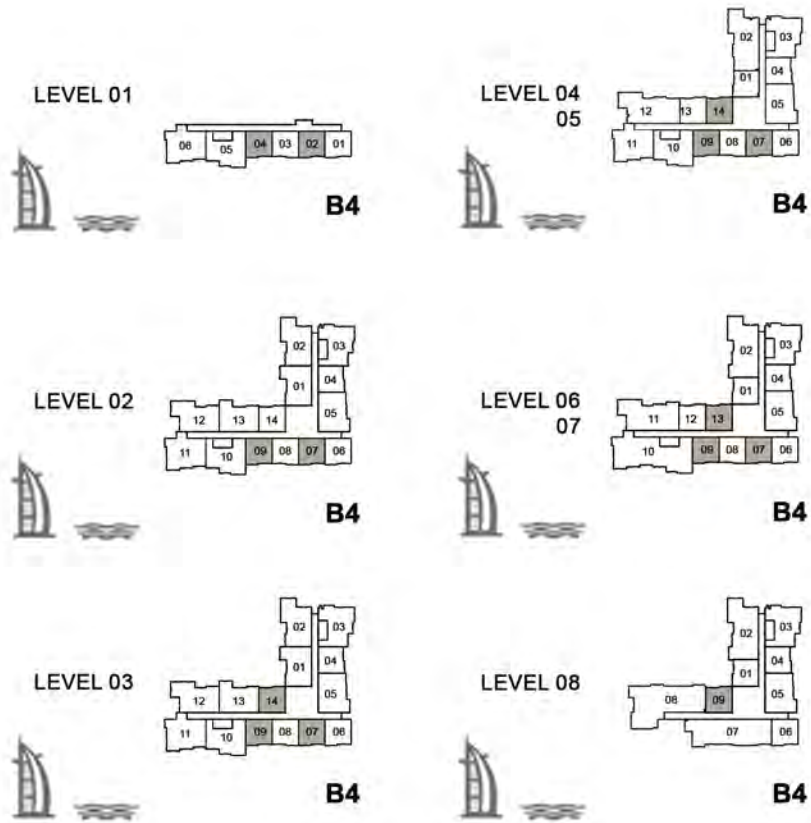 LEVEL 01
06 05 04 03 02 01
B4
LEVEL 04
05
02 03
01 04
05
12 13 14
11 10 09 08 07 06
B4
LEVEL 02
02 03
01 04
05
12 13 14
11 10 09 08 07 06
B4
LEVEL 06
07
02 03
01 04
05
11 12 13
10 09 08 07 06
B4
LEVEL 03
02 03
01 04
05
12 13 14
11 10 09 08 07 06
B4
LEVEL 08
02 03
01 04
05
08 09
07 06
B4